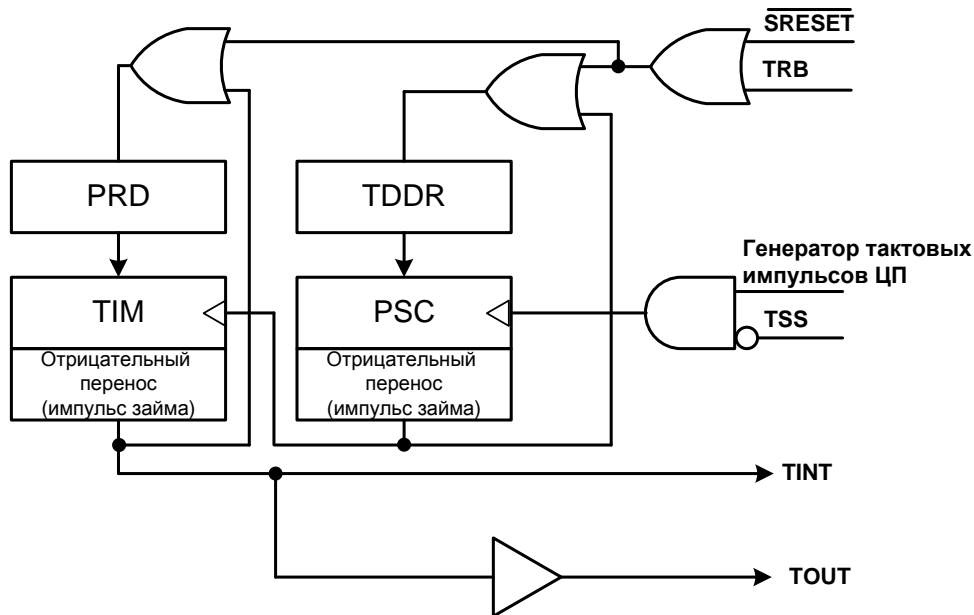 SRESET
TRB
PRD
TDDR
Генератор тактовых
импульсов ЦП
TIM
PSC
TSS
Отрицательный
перенос
(импульс займа)
Отрицательный
перенос
(импульс займа)
TINT
TOUT